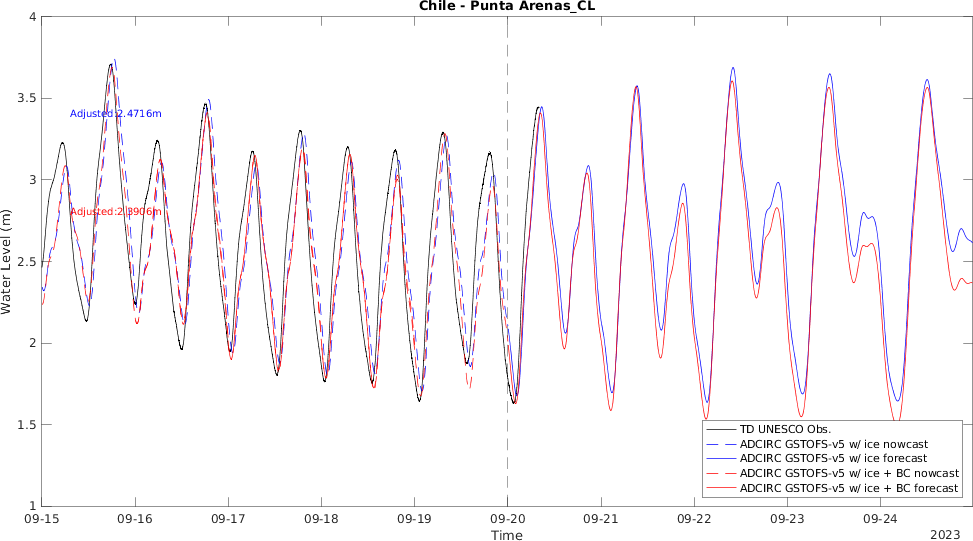 Chile - Punta Arenas_CL
4
3.5
3
2.5
2
1.5
1
Water Level (m)
Adjusted:2.4716m
Adjusted:2.3906m
TD UNESCO Obs.
ADCIRC GSTOFS-v5 w/ ice nowcast
ADCIRC GSTOFS-v5 w/ ice forecast
ADCIRC GSTOFS-v5 w/ ice + BC nowcast
ADCIRC GSTOFS-v5 w/ ice + BC forecast
09-15 09-16 09-17 09-18 09-19 09-20 09-21 09-22 09-23 09-24
Time
2023